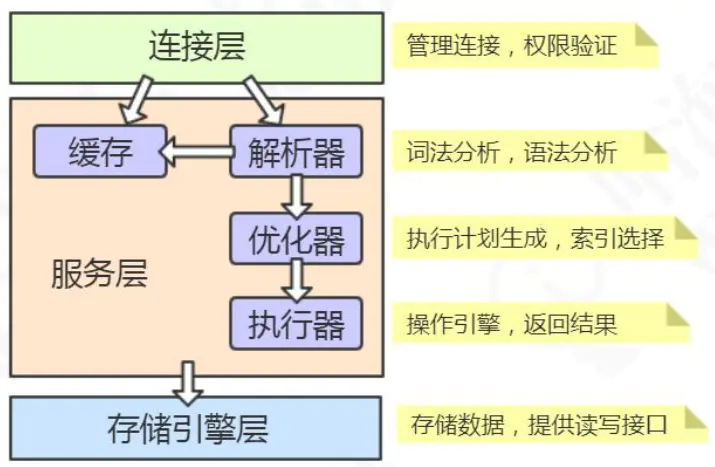 连接层
管理连接，权限验证
缓存
解析器
词法分析，语法分析
优化器
执行计划生成，索引选择
服务层
执行器
操作引擎，返回结果
存储引擎层
存储数据，提供读写接口